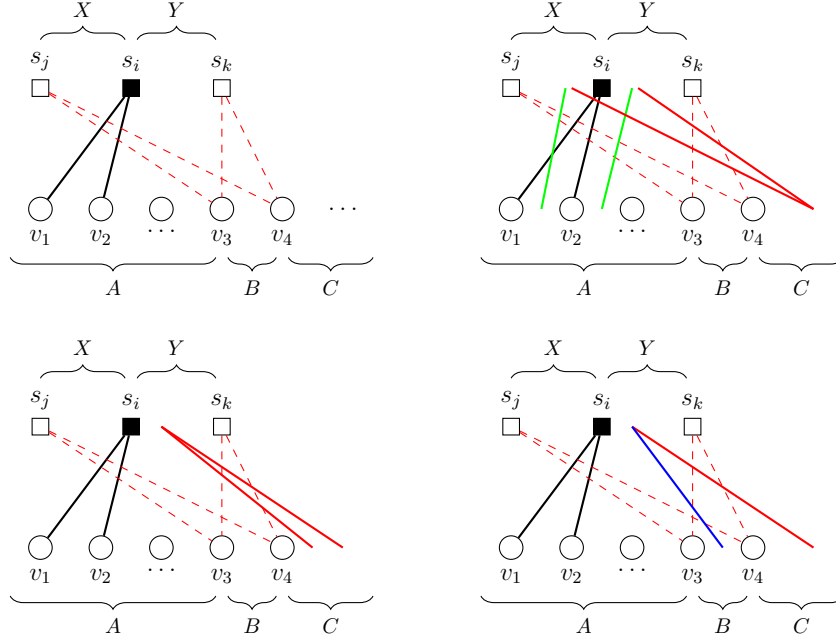 X Y
s_j s_i s_k
v_1 v_2 ... v_3 v_4 ...
A B C
X Y
s_j s_i s_k
v_1 v_2 ... v_3 v_4
A B C
X Y
s_j s_i s_k
v_1 v_2 ... v_3 v_4
A B C
X Y
s_j s_i s_k
v_1 v_2 ... v_3 v_4
A B C